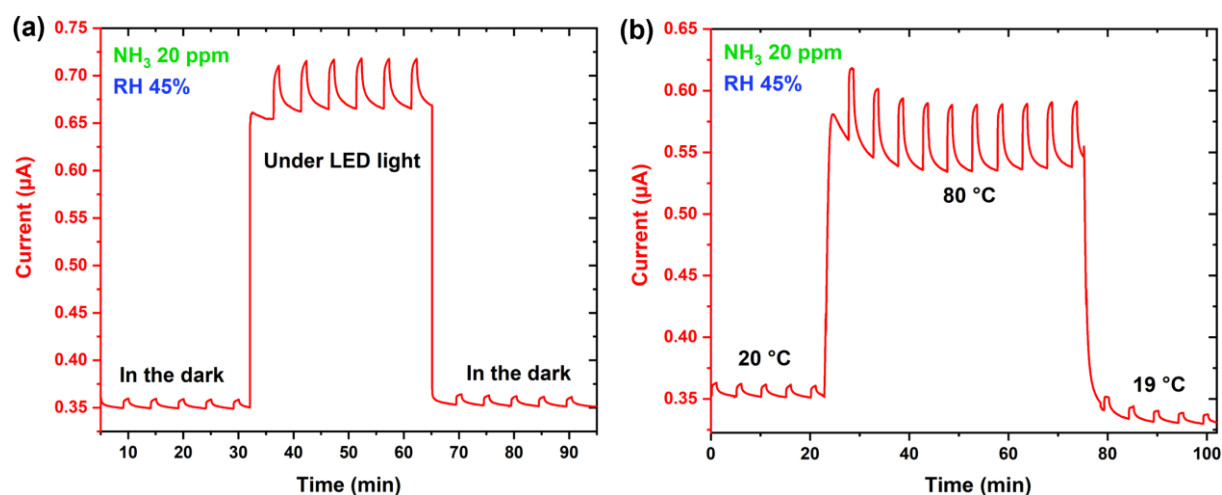 (a)
NH₃ 20 ppm
RH 45%
Under LED light
In the dark
In the dark
0.75
0.70
0.65
0.60
0.55
0.50
0.45
0.40
0.35
Current (µA)
10 20 30 40 50 60 70 80 90
Time (min)
(b)
NH₃ 20 ppm
RH 45%
80 °C
20 °C
19 °C
0.65
0.60
0.55
0.50
0.45
0.40
0.35
Current (µA)
0 20 40 60 80 100
Time (min)